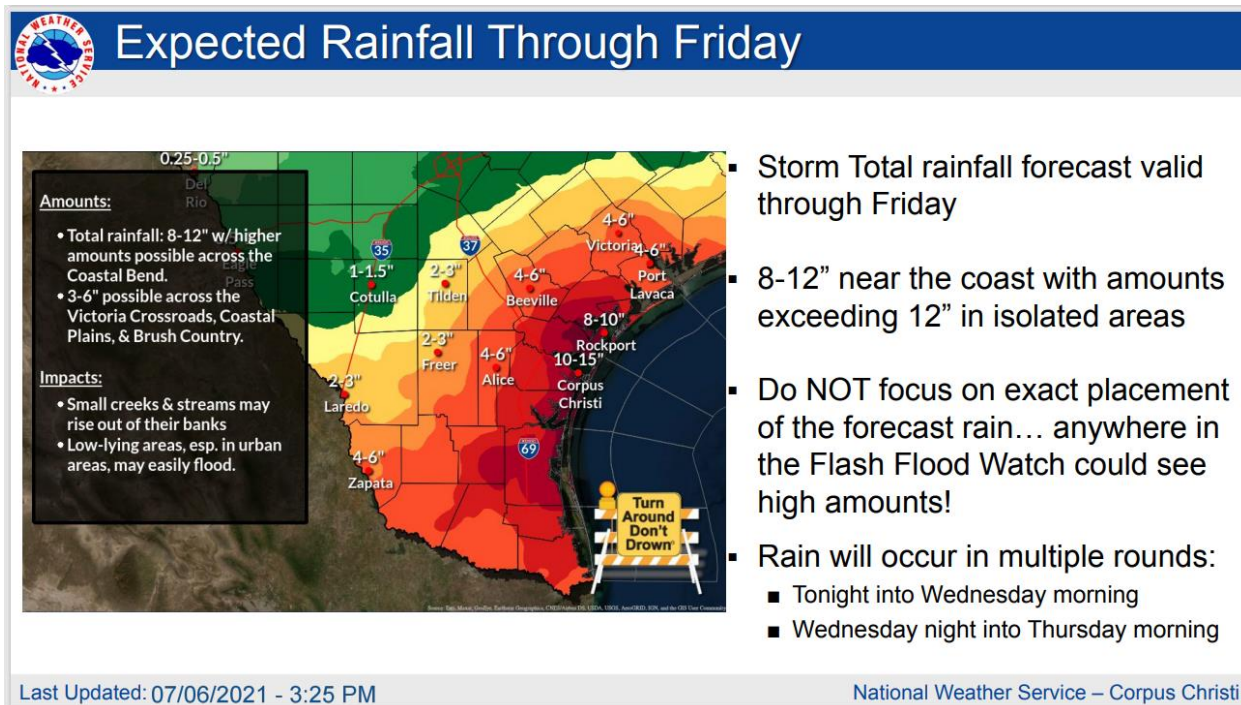 NATIONAL WEATHER SERVICE
Expected Rainfall Through Friday
0.25-0.5"
Del
Rio
Eagle
Pass
Amounts:
• Total rainfall: 8-12" w/ higher
amounts possible across the
Coastal Bend.
• 3-6" possible across the
Victoria Crossroads, Coastal
Plains, & Brush Country.
Impacts:
• Small creeks & streams may
rise out of their banks
• Low-lying areas, esp. in urban
areas, may easily flood.
35
37
69
1-1.5"
Cotulla
2-3"
Tilden
4-6"
Beeville
4-6"
Victoria
4-6"
Port
Lavaca
8-10"
Rockport
2-3"
Freer
4-6"
Alice
10-15"
Corpus
Christi
2-3"
Laredo
4-6"
Zapata
Turn
Around
Don't
Drown
▪ Storm Total rainfall forecast valid
through Friday
▪ 8-12” near the coast with amounts
exceeding 12” in isolated areas
▪ Do NOT focus on exact placement
of the forecast rain… anywhere in
the Flash Flood Watch could see
high amounts!
▪ Rain will occur in multiple rounds:
■ Tonight into Wednesday morning
■ Wednesday night into Thursday morning
Last Updated: 07/06/2021 - 3:25 PM
National Weather Service – Corpus Christi